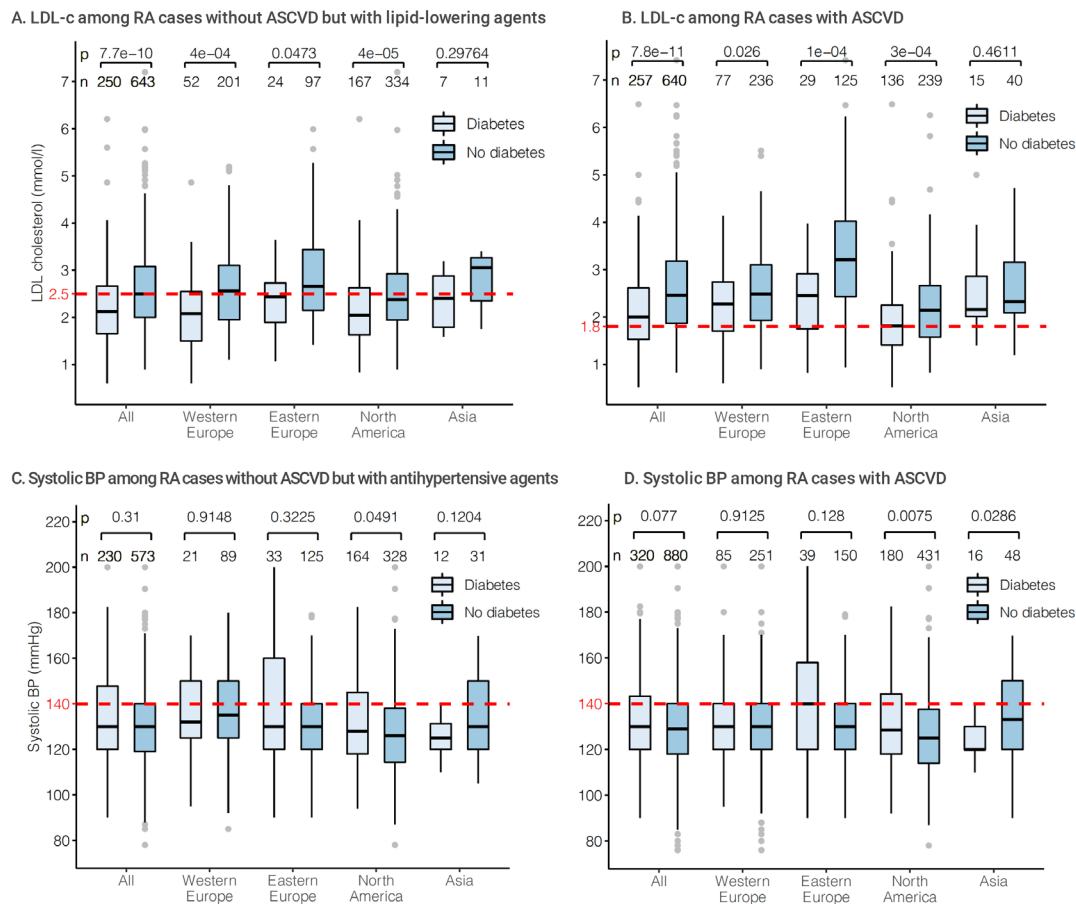 A. LDL-c among RA cases without ASCVD but with lipid-lowering agents
p 7.7e−10 4e−04 0.0473 4e−05 0.29764
n 250 643 52 201 24 97 167 334 7 11
Diabetes
No diabetes
LDL cholesterol (mmol/l)
7
6
5
4
3
2.5
2
1
All Western Europe Eastern Europe North America Asia
B. LDL-c among RA cases with ASCVD
p 7.8e−11 0.026 1e−04 3e−04 0.4611
n 257 640 77 236 29 125 136 239 15 40
Diabetes
No diabetes
7
6
5
4
3
2
1.8
1
All Western Europe Eastern Europe North America Asia
C. Systolic BP among RA cases without ASCVD but with antihypertensive agents
p 0.31 0.9148 0.3225 0.0491 0.1204
n 230 573 21 89 33 125 164 328 12 31
Diabetes
No diabetes
Systolic BP (mmHg)
220
200
180
160
140
120
100
80
All Western Europe Eastern Europe North America Asia
D. Systolic BP among RA cases with ASCVD
p 0.077 0.9125 0.128 0.0075 0.0286
n 320 880 85 251 39 150 180 431 16 48
Diabetes
No diabetes
220
200
180
160
140
120
100
80
All Western Europe Eastern Europe North America Asia